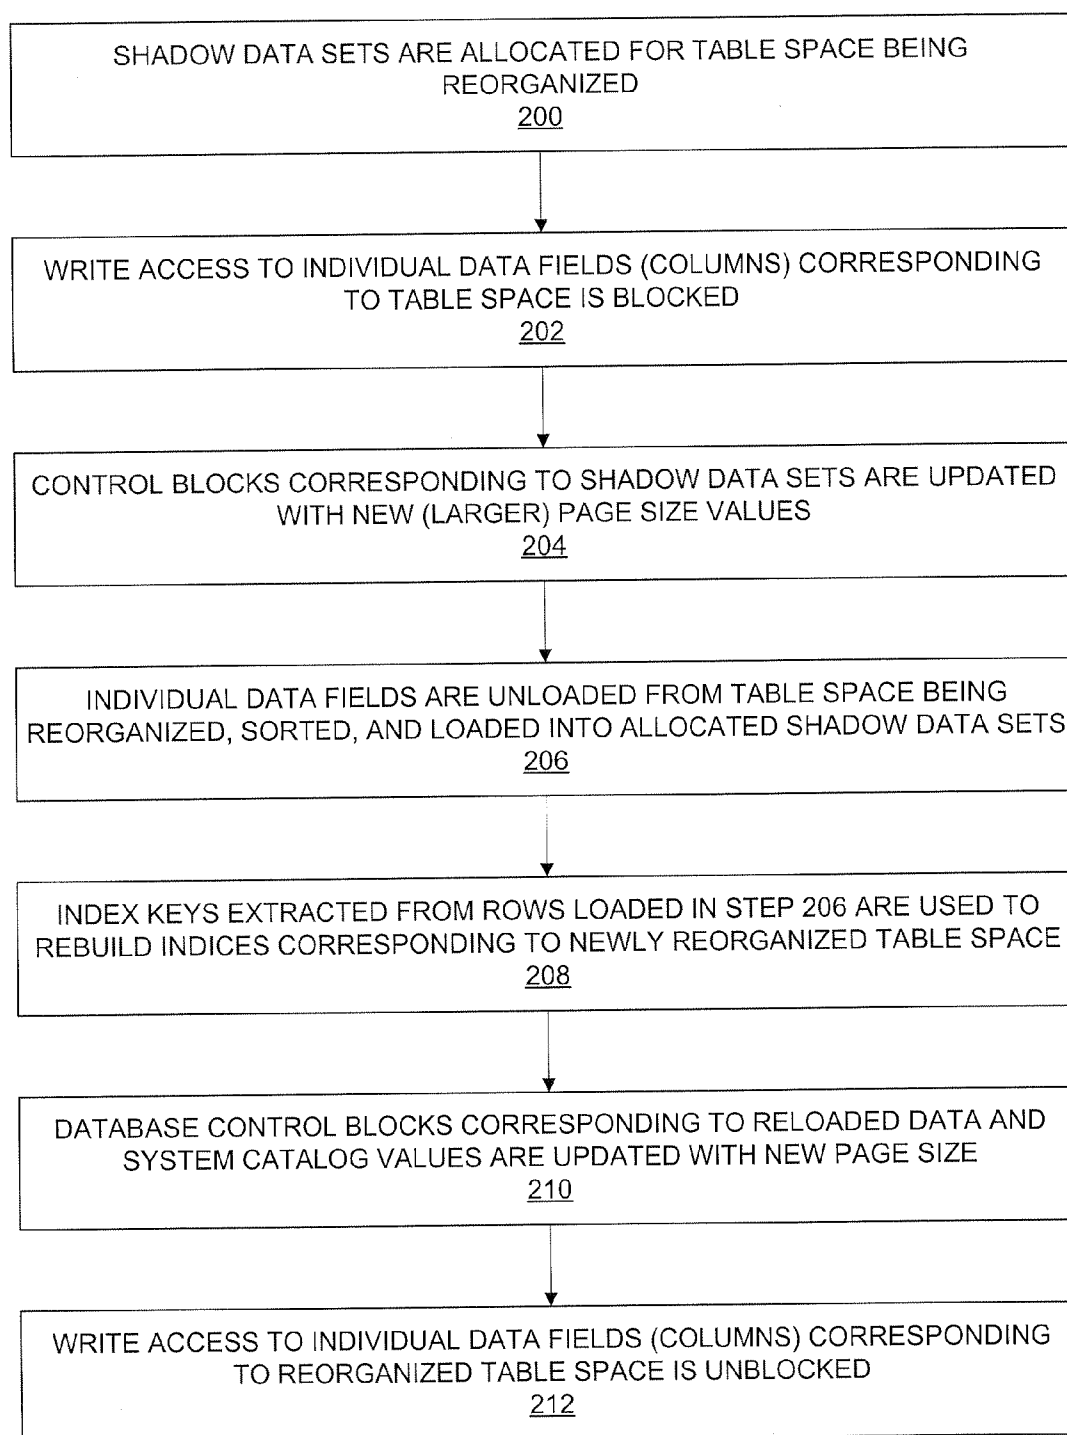 SHADOW DATA SETS ARE ALLOCATED FOR TABLE SPACE BEING
REORGANIZED
200
WRITE ACCESS TO INDIVIDUAL DATA FIELDS (COLUMNS) CORRESPONDING
TO TABLE SPACE IS BLOCKED
202
CONTROL BLOCKS CORRESPONDING TO SHADOW DATA SETS ARE UPDATED
WITH NEW (LARGER) PAGE SIZE VALUES
204
INDIVIDUAL DATA FIELDS ARE UNLOADED FROM TABLE SPACE BEING
REORGANIZED, SORTED, AND LOADED INTO ALLOCATED SHADOW DATA SETS
206
INDEX KEYS EXTRACTED FROM ROWS LOADED IN STEP 206 ARE USED TO
REBUILD INDICES CORRESPONDING TO NEWLY REORGANIZED TABLE SPACE
208
DATABASE CONTROL BLOCKS CORRESPONDING TO RELOADED DATA AND
SYSTEM CATALOG VALUES ARE UPDATED WITH NEW PAGE SIZE
210
WRITE ACCESS TO INDIVIDUAL DATA FIELDS (COLUMNS) CORRESPONDING
TO REORGANIZED TABLE SPACE IS UNBLOCKED
212